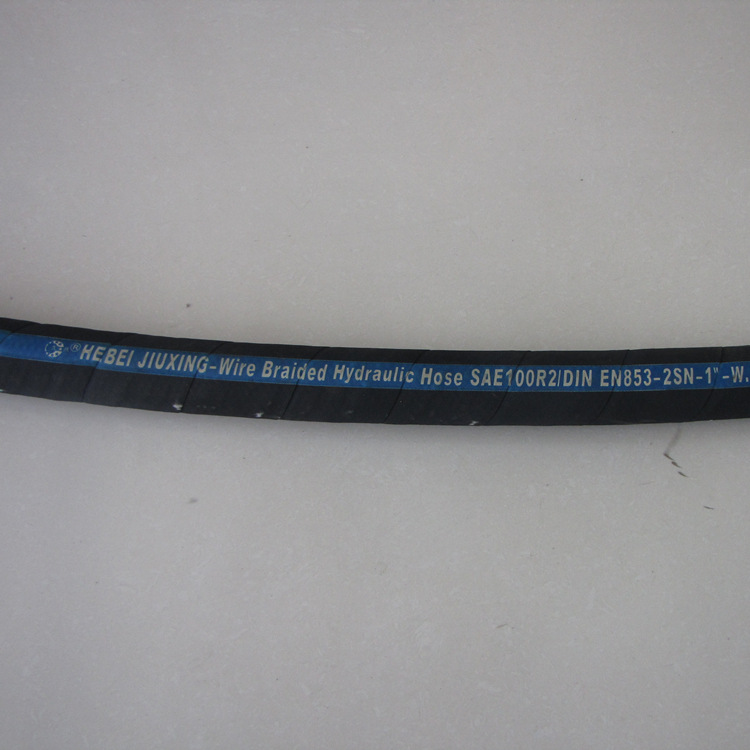 ® HEBEI JIUXING-Wire Braided Hydraulic Hose SAE100R2/DIN EN853-2SN-1"-W.